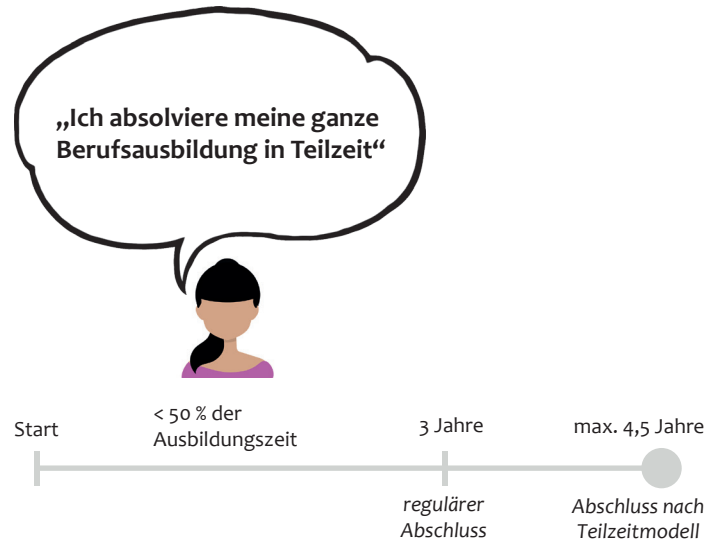 „Ich absolviere meine ganze
Berufsausbildung in Teilzeit“
Start
< 50 % der
Ausbildungszeit
3 Jahre
max. 4,5 Jahre
regulärer
Abschluss
Abschluss nach
Teilzeitmodell